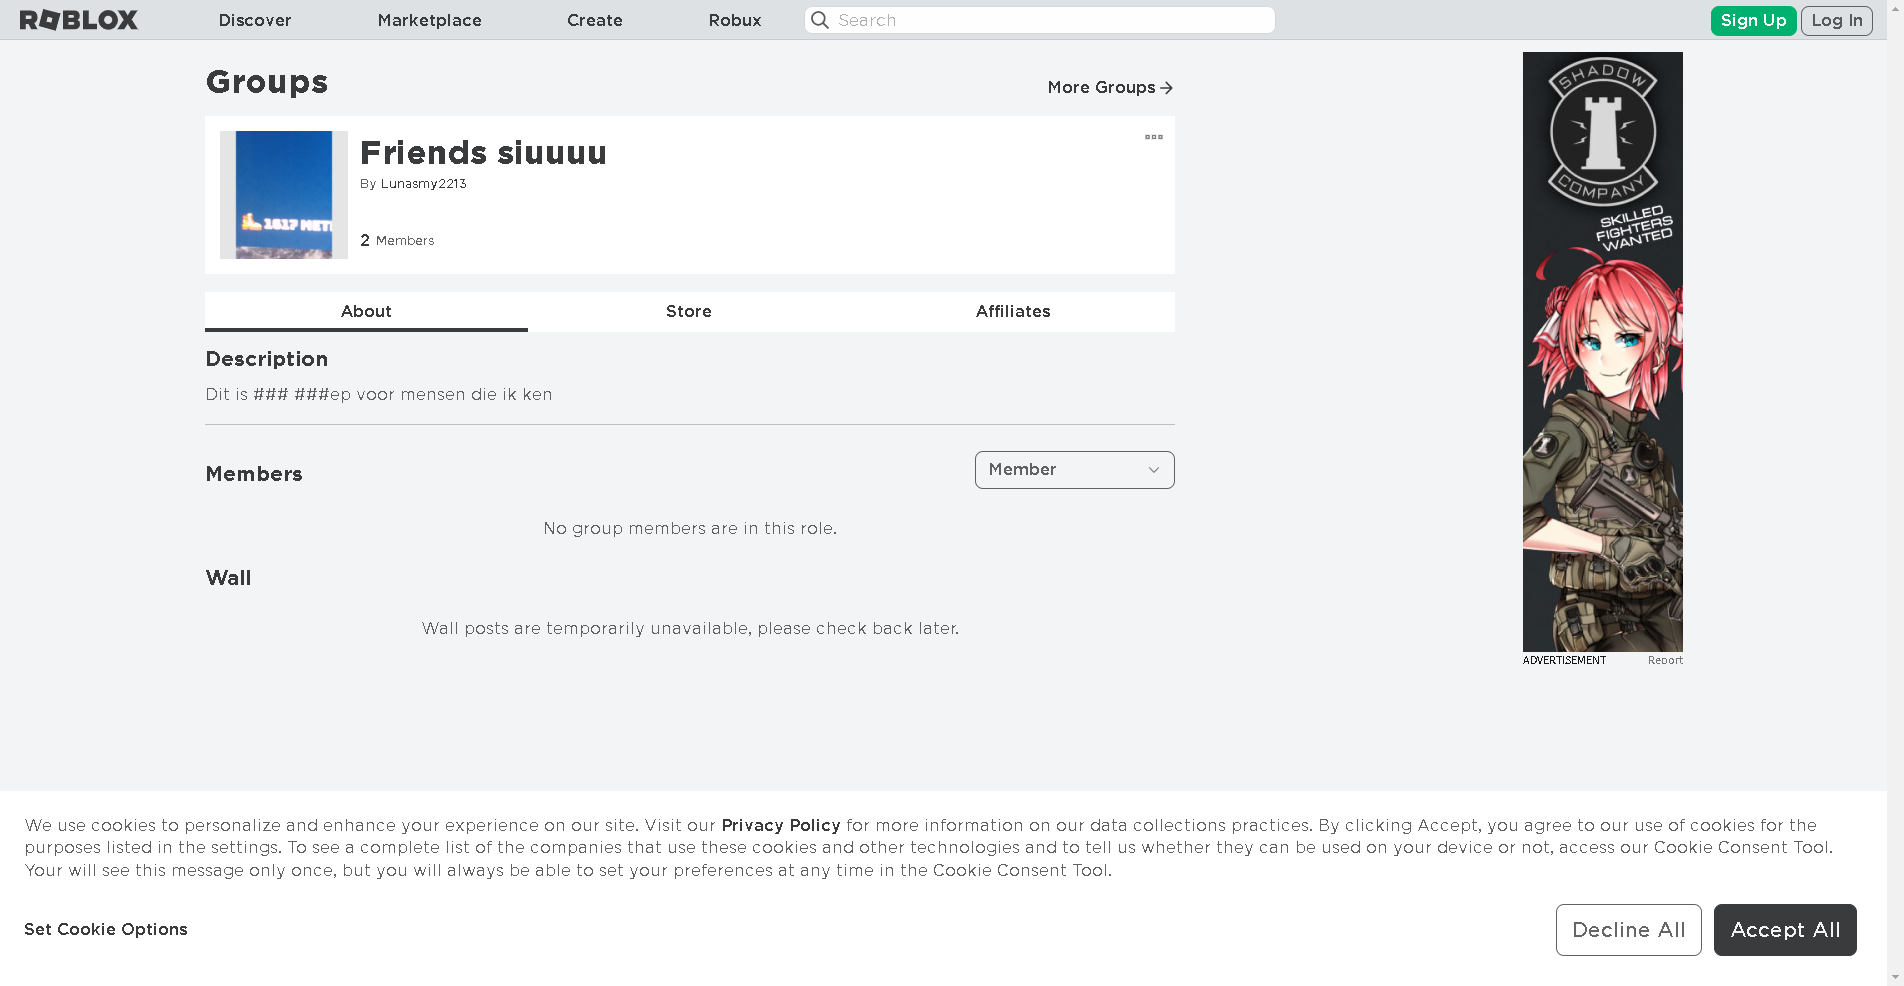 ROBLOX
Discover
Marketplace
Create
Robux
Search
Sign Up
Log In
Groups
More Groups
Friends siuuuu
By Lunasmy2213
2 Members
1617 METE
About
Store
Affiliates
Description
Dit is ### ###ep voor mensen die ik ken
Members
Member
No group members are in this role.
Wall
Wall posts are temporarily unavailable, please check back later.
SHADOW
COMPANY
SKILLED
FIGHTERS
WANTED
ADVERTISEMENT
Report
We use cookies to personalize and enhance your experience on our site. Visit our Privacy Policy for more information on our data collections practices. By clicking Accept, you agree to our use of cookies for the
purposes listed in the settings. To see a complete list of the companies that use these cookies and other technologies and to tell us whether they can be used on your device or not, access our Cookie Consent Tool.
Your will see this message only once, but you will always be able to set your preferences at any time in the Cookie Consent Tool.
Set Cookie Options
Decline All
Accept All